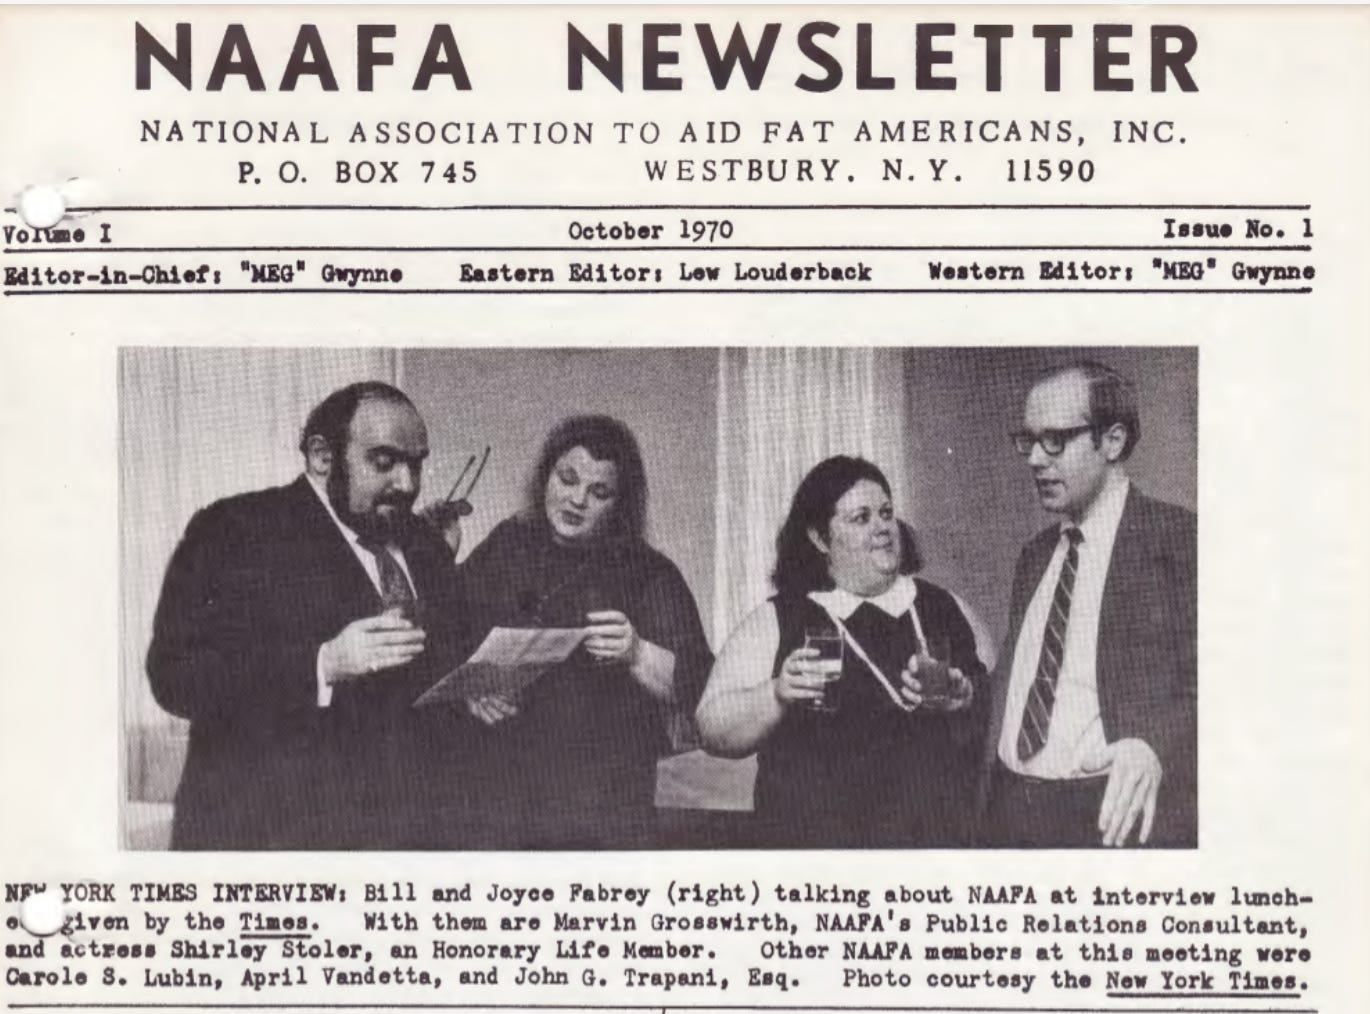 NAAFA NEWSLETTER
NATIONAL ASSOCIATION TO AID FAT AMERICANS, INC.
P. O. BOX 745 WESTBURY, N. Y. 11590
Volume I October 1970 Issue No. 1
Editor-in-Chief: "MEG" Gwynne Eastern Editor: Lew Louderback Western Editor: "MEG" Gwynne
NEW YORK TIMES INTERVIEW: Bill and Joyce Fabrey (right) talking about NAAFA at interview lunch-
given by the Times. With them are Marvin Grosswirth, NAAFA's Public Relations Consultant,
and actress Shirley Stoler, an Honorary Life Member. Other NAAFA members at this meeting were
Carole S. Lubin, April Vandetta, and John G. Trapani, Esq. Photo courtesy the New York Times.